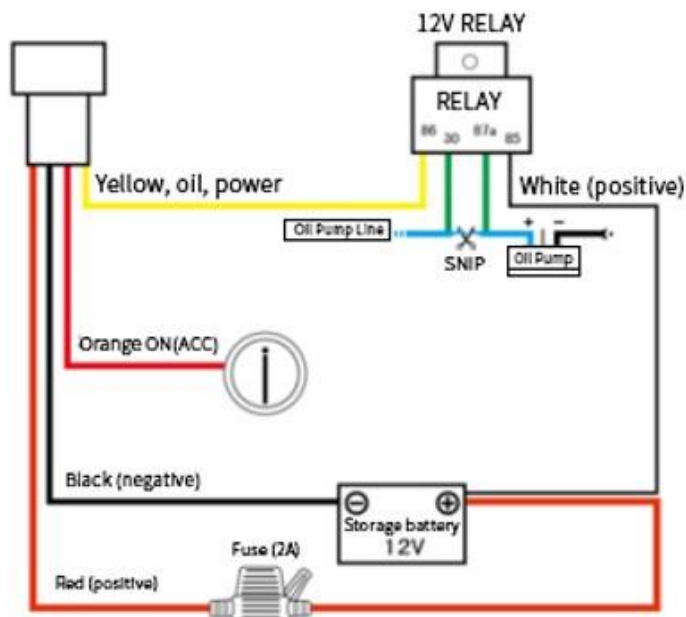 12V RELAY
RELAY
86 30 87a 85
Yellow, oil, power
White (positive)
Oil Pump Line
+ −
SNIP
Oil Pump
Orange ON(ACC)
Black (negative)
Storage battery
12V
Fuse (2A)
Red (positive)